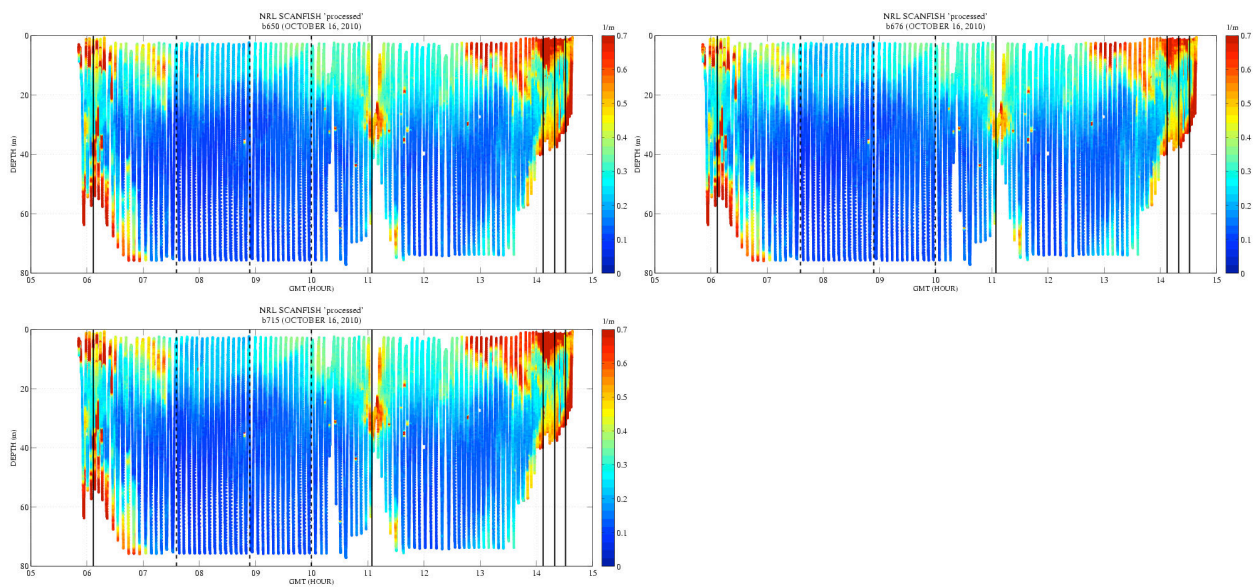 NRL SCANFISH 'processed'
b650 (OCTOBER 16, 2010)
1/m
0
20
40
60
80
DEPTH (m)
05 06 07 08 09 10 11 12 13 14 15
GMT (HOUR)
0.7
0.6
0.5
0.4
0.3
0.2
0.1
0
NRL SCANFISH 'processed'
b676 (OCTOBER 16, 2010)
1/m
0
20
40
60
80
DEPTH (m)
05 06 07 08 09 10 11 12 13 14 15
GMT (HOUR)
0.7
0.6
0.5
0.4
0.3
0.2
0.1
0
NRL SCANFISH 'processed'
b715 (OCTOBER 16, 2010)
1/m
0
20
40
60
80
DEPTH (m)
05 06 07 08 09 10 11 12 13 14 15
GMT (HOUR)
0.7
0.6
0.5
0.4
0.3
0.2
0.1
0